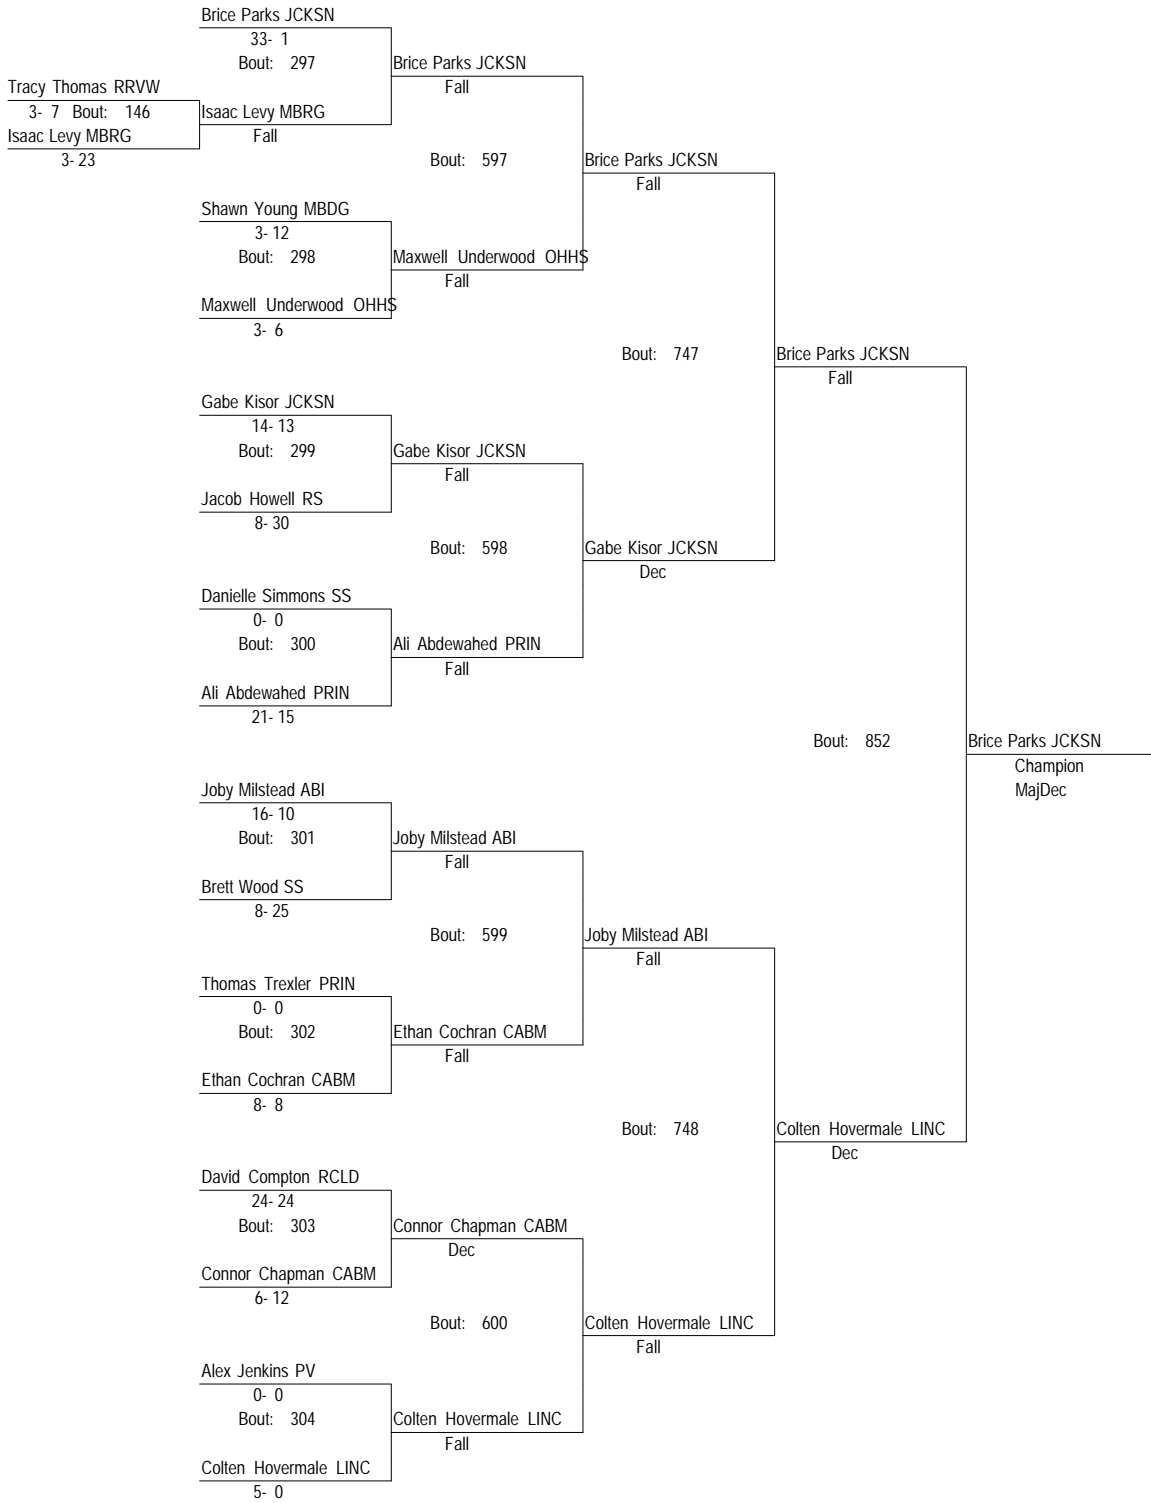 Brice Parks JCKSN
33- 1
Bout: 297
Brice Parks JCKSN
Fall
Tracy Thomas RRVW
3- 7 Bout: 146
Isaac Levy MBRG
Fall
Isaac Levy MBRG
3- 23
Bout: 597
Brice Parks JCKSN
Fall
Shawn Young MBDG
3- 12
Bout: 298
Maxwell Underwood OHHS
Fall
Maxwell Underwood OHHS
3- 6
Bout: 747
Brice Parks JCKSN
Fall
Gabe Kisor JCKSN
14- 13
Bout: 299
Gabe Kisor JCKSN
Fall
Jacob Howell RS
8- 30
Bout: 598
Gabe Kisor JCKSN
Dec
Danielle Simmons SS
0- 0
Bout: 300
Ali Abdewahed PRIN
Fall
Ali Abdewahed PRIN
21- 15
Bout: 852
Brice Parks JCKSN
Champion
MajDec
Joby Milstead ABI
16- 10
Bout: 301
Joby Milstead ABI
Fall
Brett Wood SS
8- 25
Bout: 599
Joby Milstead ABI
Fall
Thomas Trexler PRIN
0- 0
Bout: 302
Ethan Cochran CABM
Fall
Ethan Cochran CABM
8- 8
Bout: 748
Colten Hovermale LINC
Dec
David Compton RCLD
24- 24
Bout: 303
Connor Chapman CABM
Dec
Connor Chapman CABM
6- 12
Bout: 600
Colten Hovermale LINC
Fall
Alex Jenkins PV
0- 0
Bout: 304
Colten Hovermale LINC
Fall
Colten Hovermale LINC
5- 0